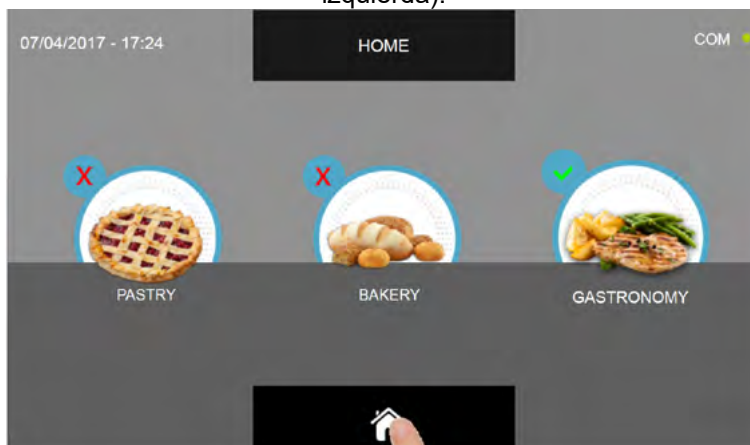 izquierda).
07/04/2017 - 17:24
HOME
COM
X
X
PASTRY
BAKERY
GASTRONOMY